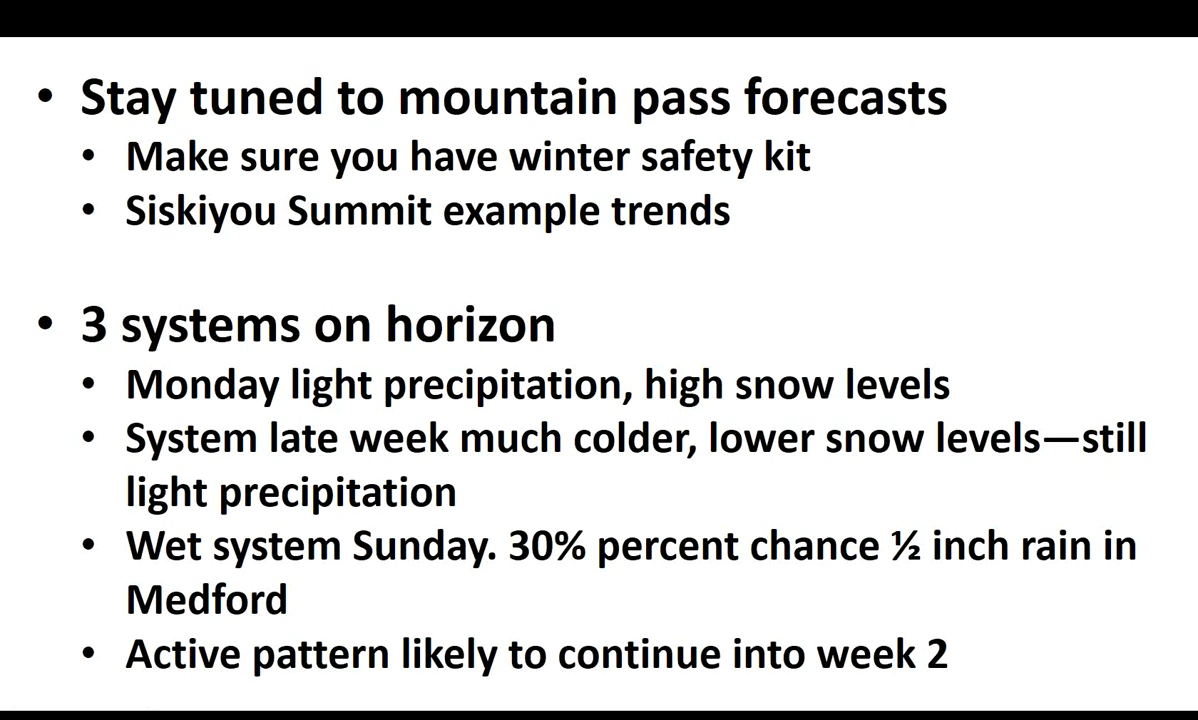 • Stay tuned to mountain pass forecasts
• Make sure you have winter safety kit
• Siskiyou Summit example trends
• 3 systems on horizon
• Monday light precipitation, high snow levels
• System late week much colder, lower snow levels—still
light precipitation
• Wet system Sunday. 30% percent chance ½ inch rain in
Medford
• Active pattern likely to continue into week 2